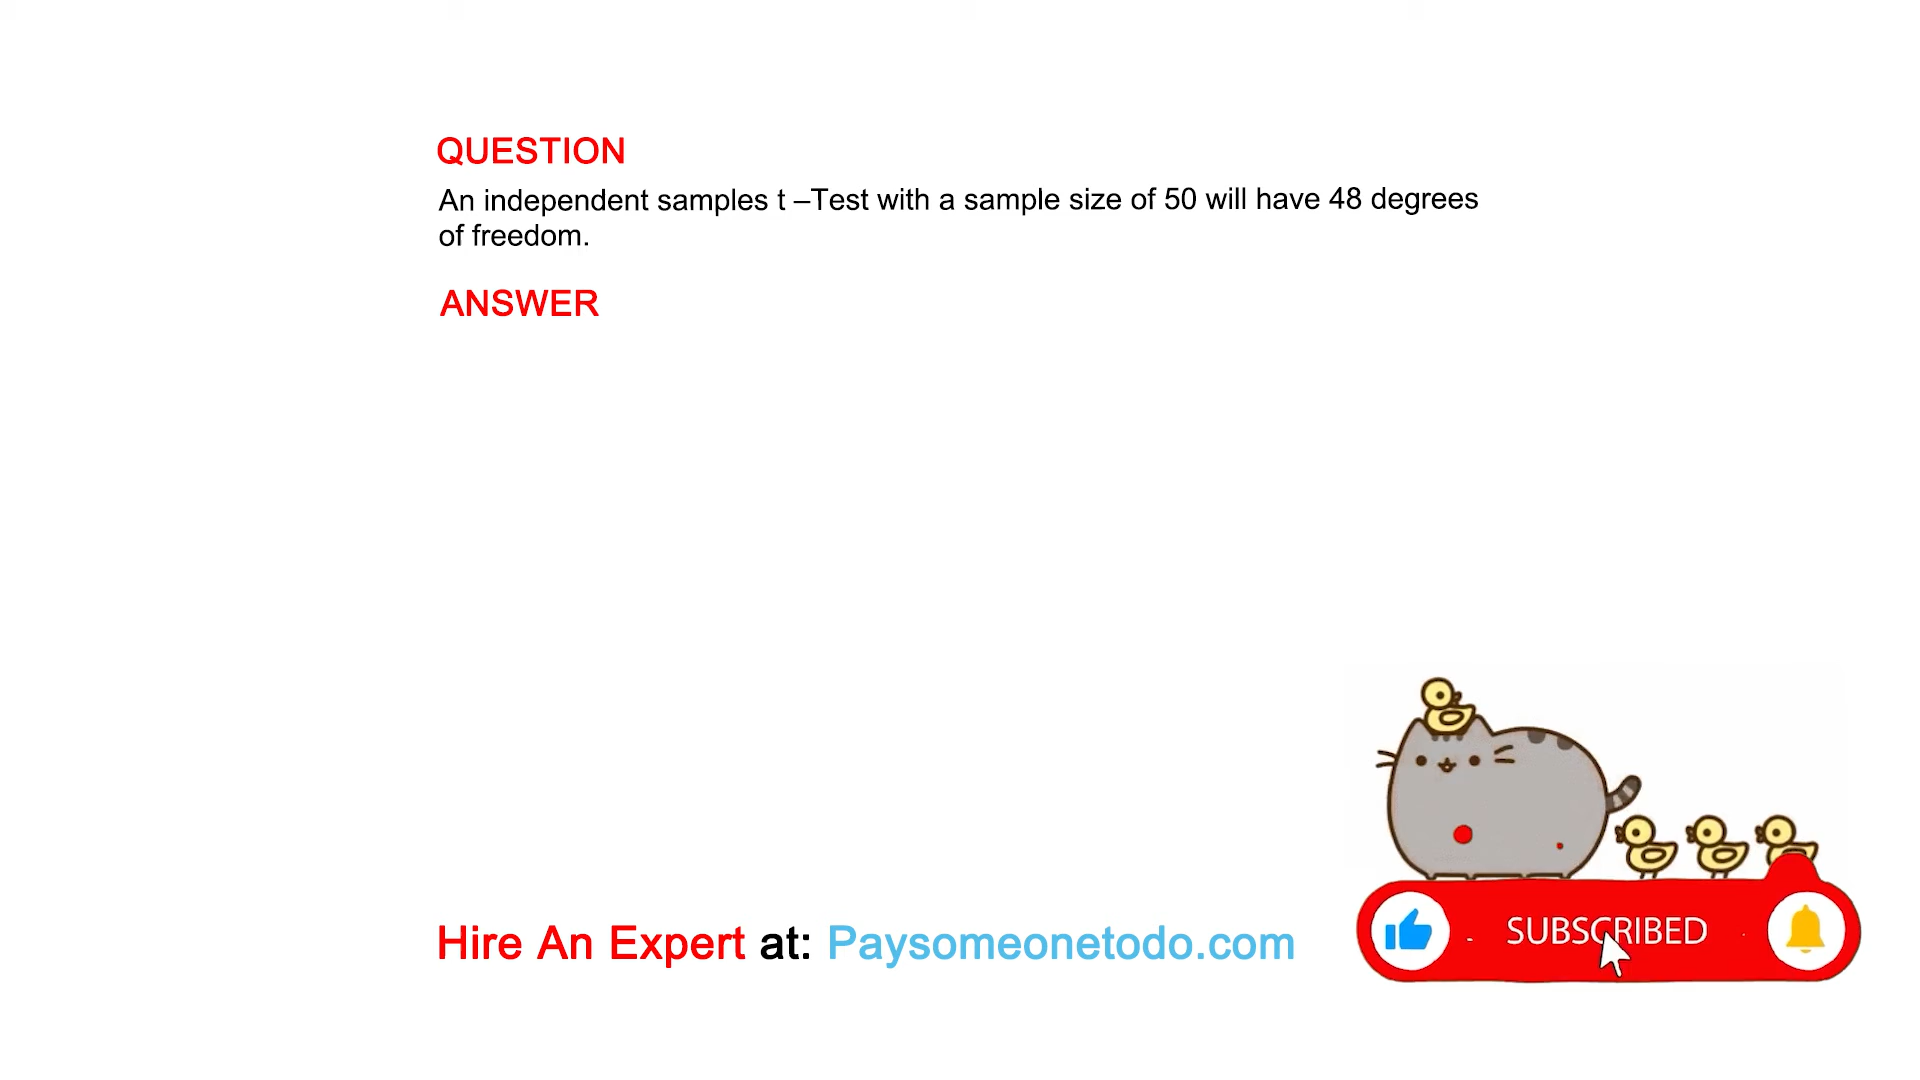 QUESTION
An independent samples t –Test with a sample size of 50 will have 48 degrees
of freedom.
ANSWER
Hire An Expert at: Paysomeonetodo.com
SUBSCRIBED